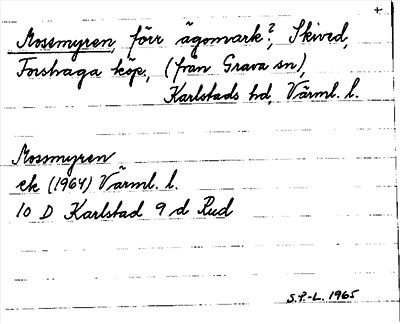 +
Mossmyren, förr ägomark?, Skived,
Forshaga köp., (från Grava sn),
Karlstads hd, Värml. l.
Mossmyren
ek (1964) Värml. l.
10 D Karlstad 9 d Rud
S.P.-L. 1965